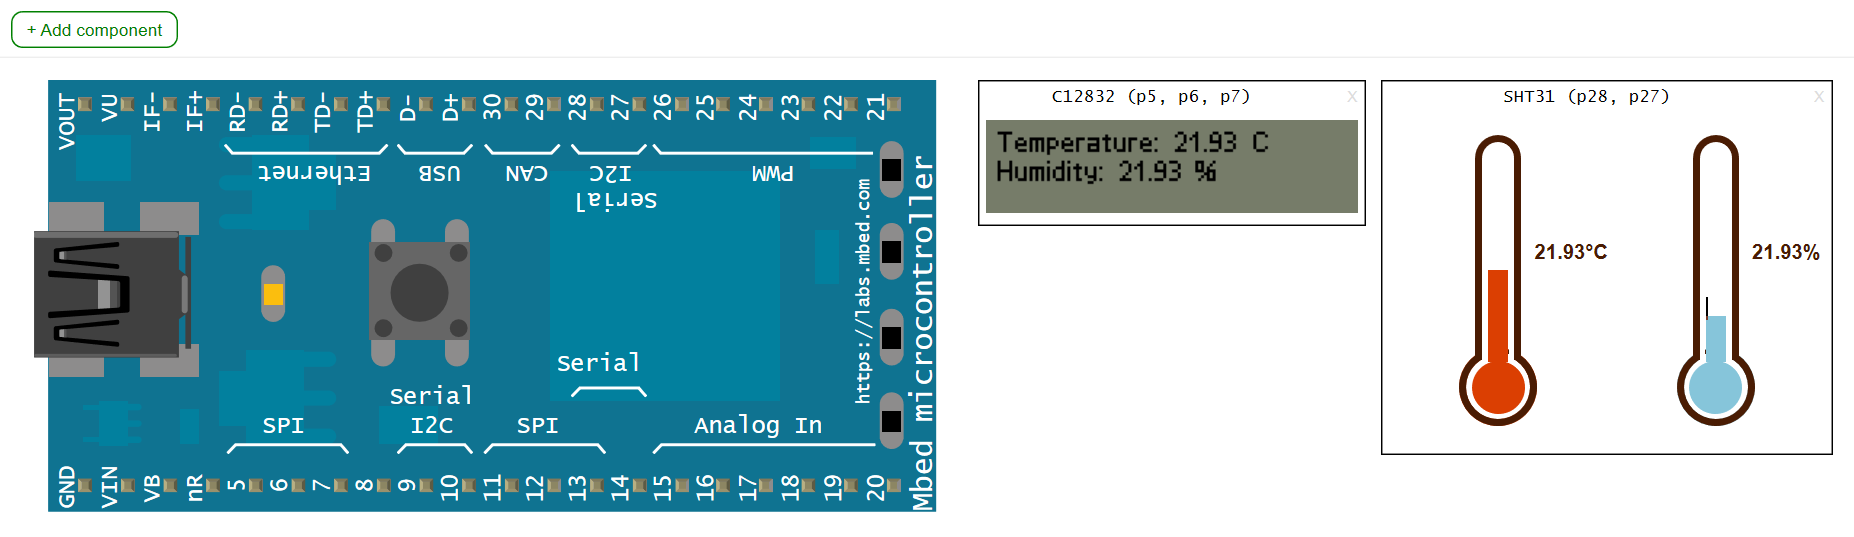 + Add component
VOUT VU IF- IF+ RD- RD+ TD- TD+ D- D+ 30 29 28 27 26 25 24 23 22 21
Ethernet USB CAN I2C PWM
Serial
https://labs.mbed.com
Mbed microcontroller
Serial
Serial
SPI I2C SPI Analog In
GND VIN VB nR 5 6 7 8 9 10 11 12 13 14 15 16 17 18 19 20
C12832 (p5, p6, p7) X
Temperature: 21.93 C
Humidity: 21.93 %
SHT31 (p28, p27) X
21.93°C 21.93%